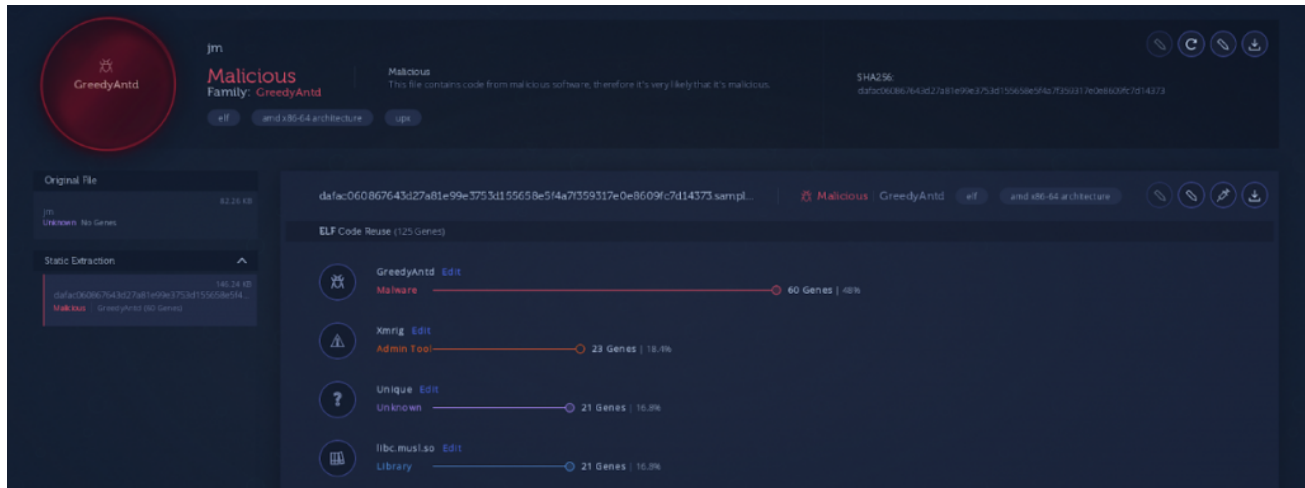 GreedyAntd
jm
Malicious
Family: GreedyAntd
elf
amd x86-64 architecture
upx
Malicious
This file contains code from malicious software, therefore it's very likely that it's malicious.
SHA256:
Original File
82.26 KB
jm
Unknown No Genes
Static Extraction
146.24 KB
dafac060867643d27a81e99e3753d155658e5f4...
Malicious | GreedyAntd (60 Genes)
dafac060867643d27a81e99e3753d155658e5f4a7f359317e0e8609fc7d14373.sampl...
Malicious | GreedyAntd
elf
amd x86-64 architecture
ELF Code Reuse (125 Genes)
GreedyAntd Edit
Malware
60 Genes | 48%
Xmrig Edit
Admin Tool
23 Genes | 18.4%
Unique Edit
Unknown
21 Genes | 16.8%
libc.musl.so Edit
Library
21 Genes | 16.8%